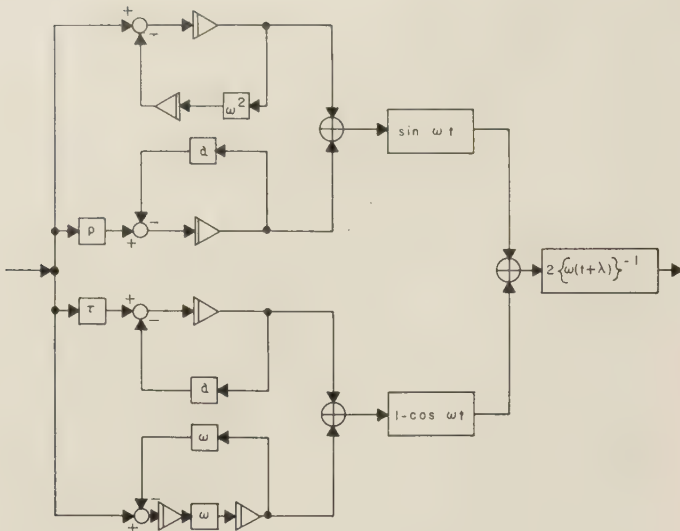 +
−
ω²
sin ωt
d
−
+
ρ
2{ω(t+λ)}⁻¹
τ
+
−
d
1-cos ωt
ω
−
ω
+